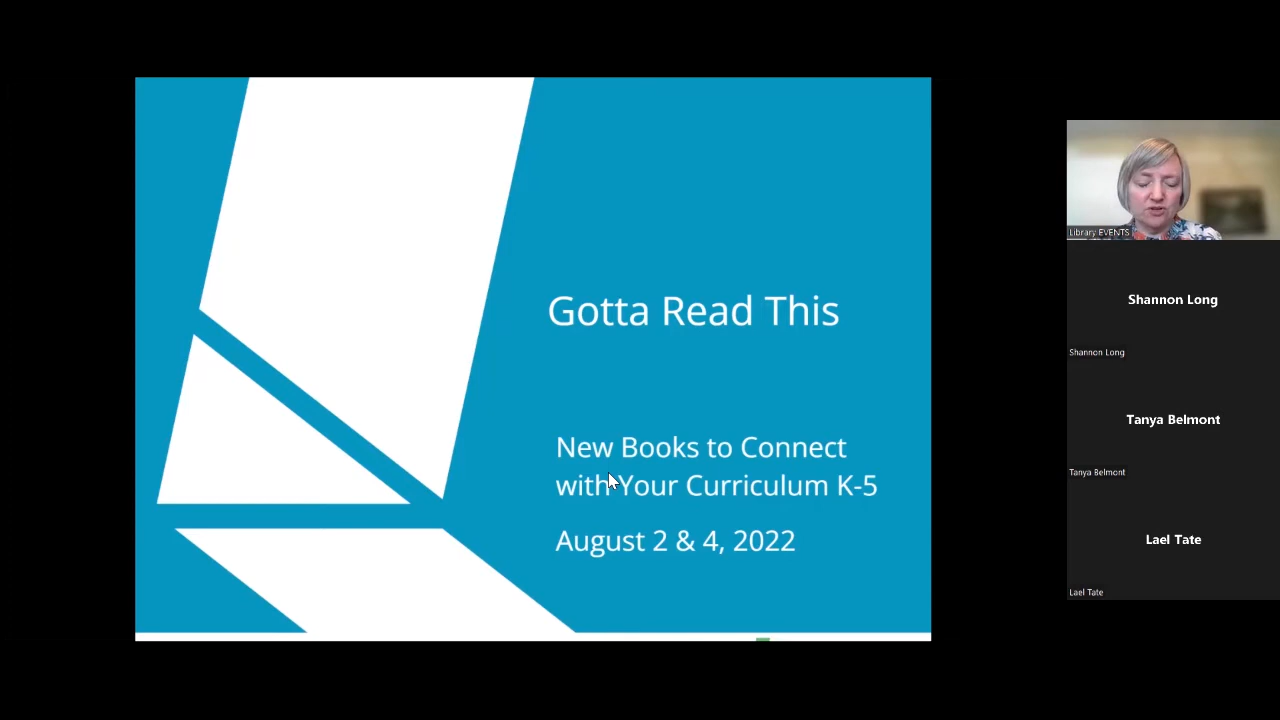 Gotta Read This
New Books to Connect
with Your Curriculum K-5
August 2 & 4, 2022
Library EVENTS
Shannon Long
Shannon Long
Tanya Belmont
Tanya Belmont
Lael Tate
Lael Tate